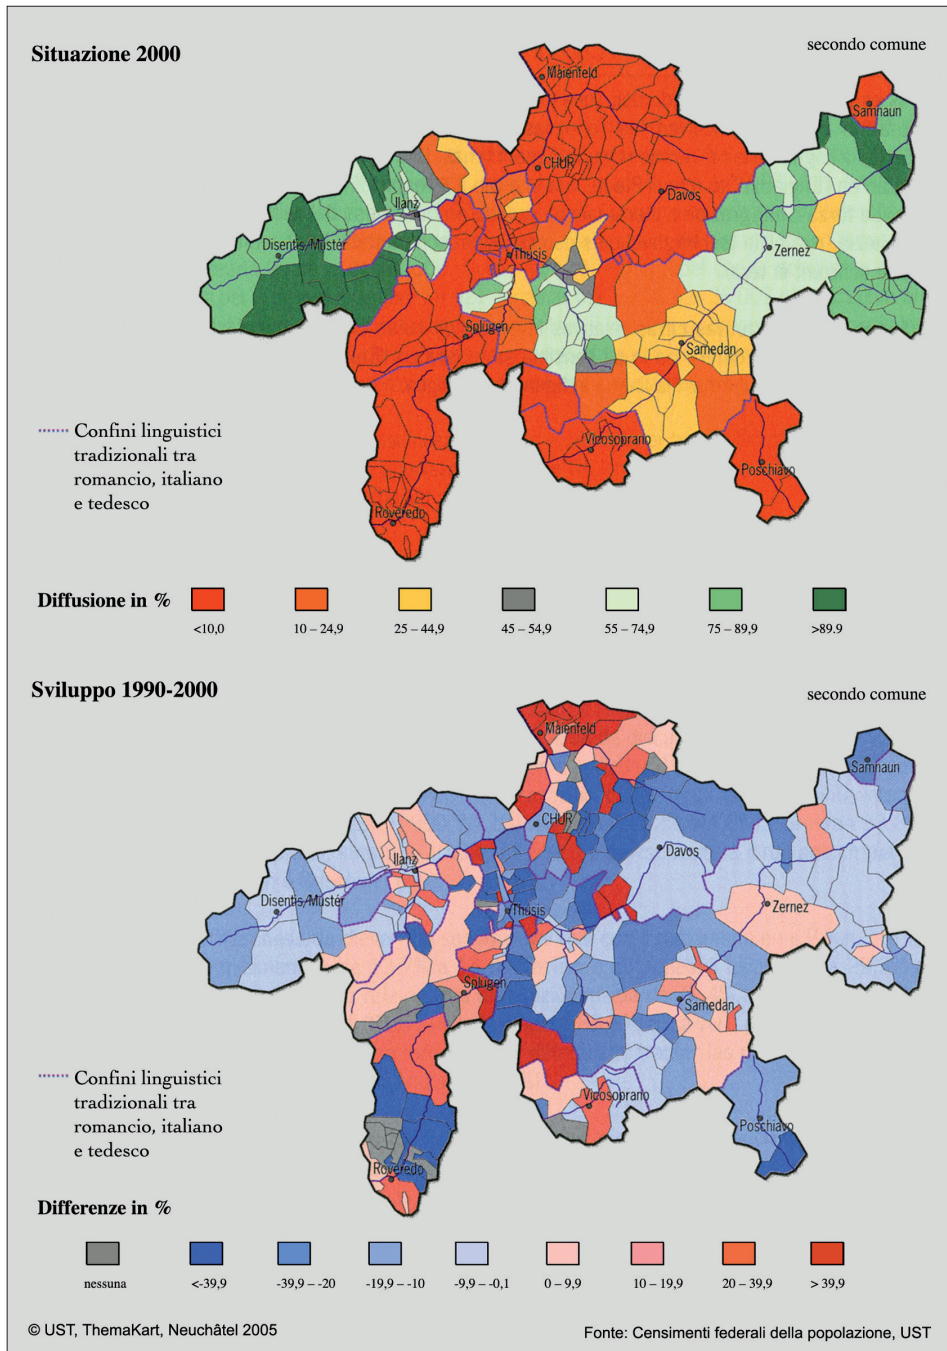 Situazione 2000
secondo comune
Maienfeld
Samnaun
CHUR
Davos
Ilanz
Disentis/Mustér
Zernez
Thusis
Splügen
Samedan
Vicosoprano
Poschiavo
Roveredo
Confini linguistici
tradizionali tra
romancio, italiano
e tedesco
Diffusione in %
<10,0
10 – 24,9
25 – 44,9
45 – 54,9
55 – 74,9
75 – 89,9
>89.9
Sviluppo 1990-2000
secondo comune
Maienfeld
Samnaun
CHUR
Davos
Ilanz
Disentis/Mustér
Zernez
Thusis
Splügen
Samedan
Vicosoprano
Poschiavo
Roveredo
Confini linguistici
tradizionali tra
romancio, italiano
e tedesco
Differenze in %
nessuna
<-39,9
-39,9 – -20
-19,9 – -10
-9,9 – -0,1
0 – 9,9
10 – 19,9
20 – 39,9
> 39,9
© UST, ThemaKart, Neuchâtel 2005
Fonte: Censimenti federali della popolazione, UST